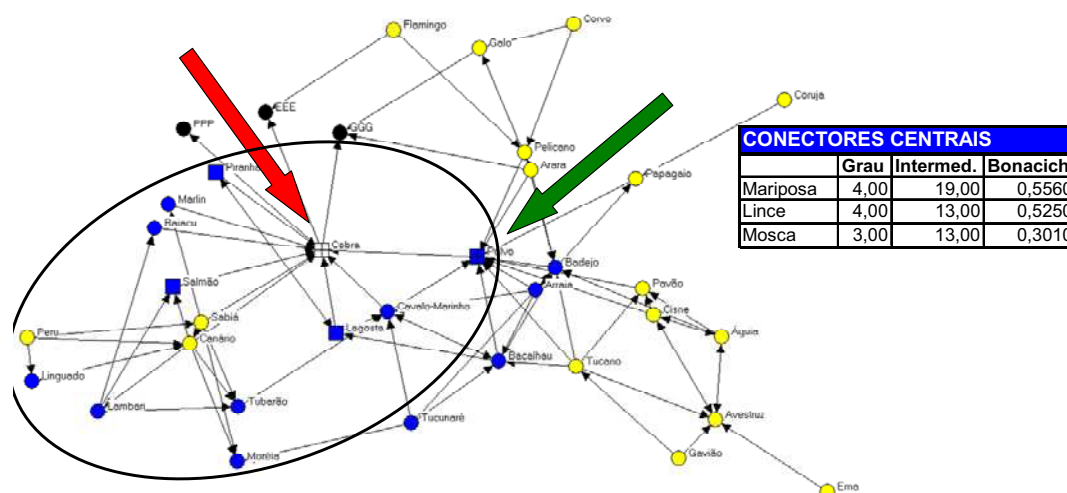 Flamingo
Corvo
Galo
Coruja
EEE
PPP
GGG
Pelicano
Arara
Piranha
Papagaio
CONECTORES CENTRAIS
Grau Intermed. Bonacich
Mariposa 4,00 19,00 0,5560
Lince 4,00 13,00 0,5250
Mosca 3,00 13,00 0,3010
Marlin
Baiacu
Cobra
Polvo
Badejo
Salmão
Arraia
Pavão
Cavalo-Marinho
Cisne
Sabiá
Peru
Canário
Lagosta
Águia
Bacalhau
Tucano
Linguado
Lambari
Tubarão
Tucunaré
Avestruz
Moréia
Gavião
Ema